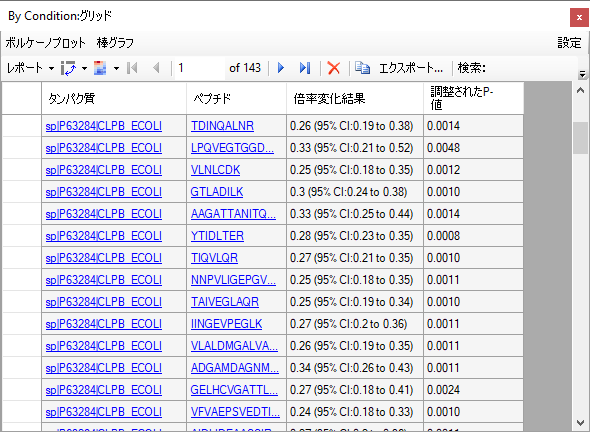 By Condition:グリッド
ボルケーノプロット 棒グラフ 設定
レポート 1 of 143 エクスポート... 検索:
タンパク質 ペプチド 倍率変化結果 調整されたP-
値
sp|P63284|CLPB_ECOLI TDINQALNR 0.26 (95% CI:0.19 to 0.38) 0.0014
sp|P63284|CLPB_ECOLI LPQVEGTGGD... 0.33 (95% CI:0.21 to 0.52) 0.0048
sp|P63284|CLPB_ECOLI VLNLCDK 0.25 (95% CI:0.18 to 0.35) 0.0012
sp|P63284|CLPB_ECOLI GTLADILK 0.3 (95% CI:0.24 to 0.38) 0.0010
sp|P63284|CLPB_ECOLI AAGATTANITQ... 0.33 (95% CI:0.25 to 0.44) 0.0014
sp|P63284|CLPB_ECOLI YTIDLTER 0.28 (95% CI:0.23 to 0.35) 0.0008
sp|P63284|CLPB_ECOLI TIQVLQR 0.27 (95% CI:0.21 to 0.35) 0.0010
sp|P63284|CLPB_ECOLI NNPVLIGEPGV... 0.25 (95% CI:0.18 to 0.35) 0.0011
sp|P63284|CLPB_ECOLI TAIVEGLAQR 0.25 (95% CI:0.19 to 0.34) 0.0010
sp|P63284|CLPB_ECOLI IINGEVPEGLK 0.27 (95% CI:0.2 to 0.36) 0.0011
sp|P63284|CLPB_ECOLI VLALDMGALVA... 0.26 (95% CI:0.19 to 0.35) 0.0011
sp|P63284|CLPB_ECOLI ADGAMDAGNM... 0.34 (95% CI:0.26 to 0.43) 0.0011
sp|P63284|CLPB_ECOLI GELHCVGATTL... 0.27 (95% CI:0.18 to 0.41) 0.0024
sp|P63284|CLPB_ECOLI VFVAEPSVEDTI... 0.24 (95% CI:0.18 to 0.33) 0.0010